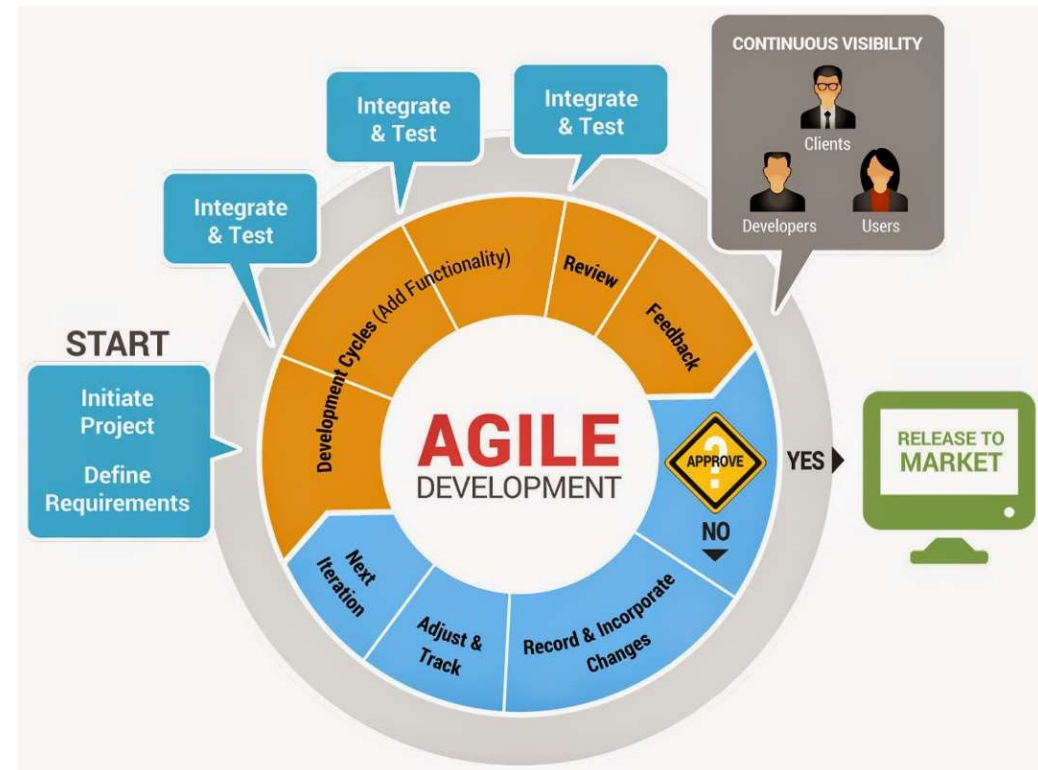 CONTINUOUS VISIBILITY
Clients
Developers
Users
Integrate
& Test
Integrate
& Test
Integrate
& Test
START
Initiate
Project
Define
Requirements
Development Cycles (Add Functionality)
Review
Feedback
AGILE
DEVELOPMENT
?
APPROVE
YES
NO
RELEASE TO
MARKET
Record & Incorporate
Changes
Adjust &
Track
Next
Iteration